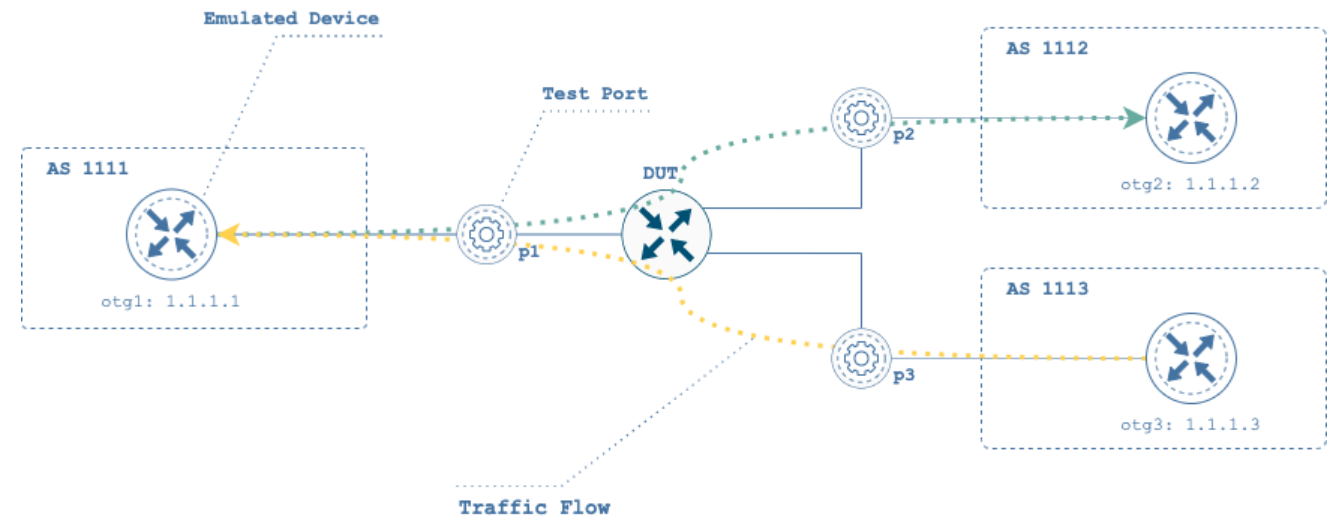 Emulated Device
Test Port
AS 1112
p2
otg2: 1.1.1.2
AS 1111
DUT
p1
otg1: 1.1.1.1
AS 1113
p3
otg3: 1.1.1.3
Traffic Flow